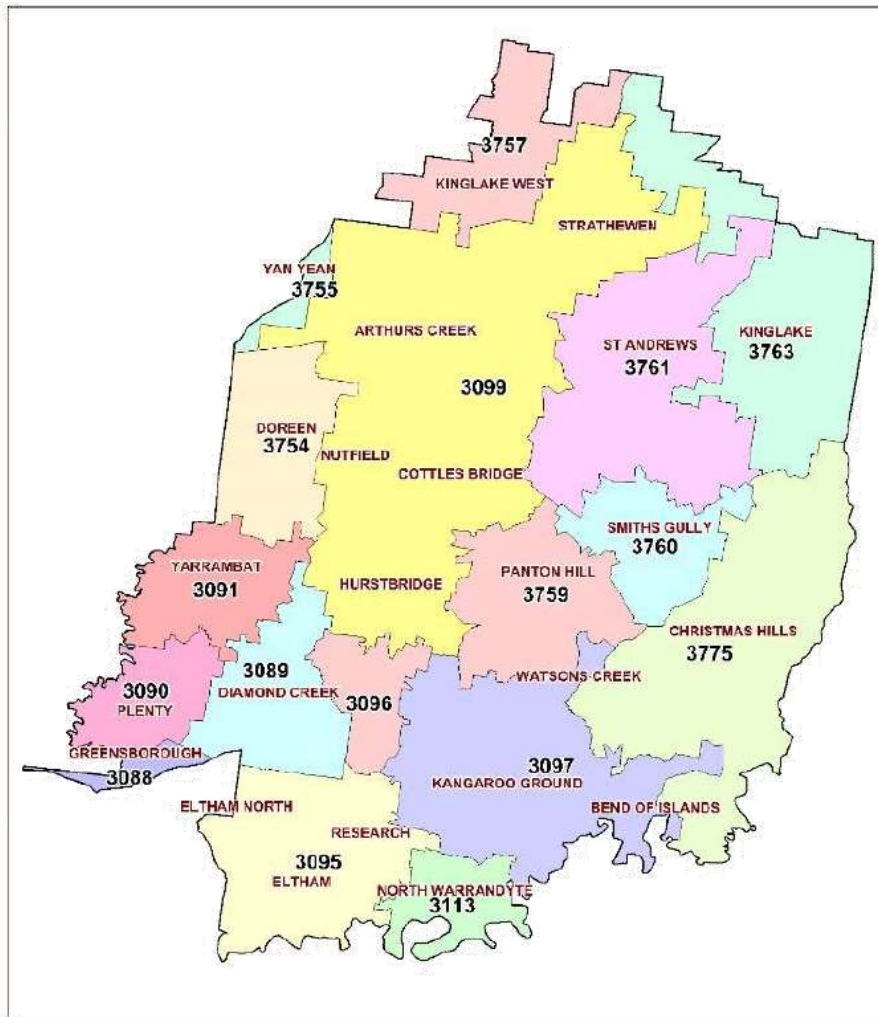 3757
KINGLAKE WEST
STRATHEWEN
YAN YEAN
3755
ARTHURS CREEK
KINGLAKE
3763
ST ANDREWS
3761
3099
DOREEN
3754
NUTFIELD
COTTLES BRIDGE
SMITHS GULLY
3760
YARRAMBAT
3091
HURSTBRIDGE
PANTON HILL
3759
CHRISTMAS HILLS
3775
3089
DIAMOND CREEK
3090
PLENTY
3096
WATSONS CREEK
GREENSBOROUGH
3088
3097
KANGAROO GROUND
ELTHAM NORTH
BEND OF ISLANDS
RESEARCH
3095
ELTHAM
NORTH WARRANDYTE
3113